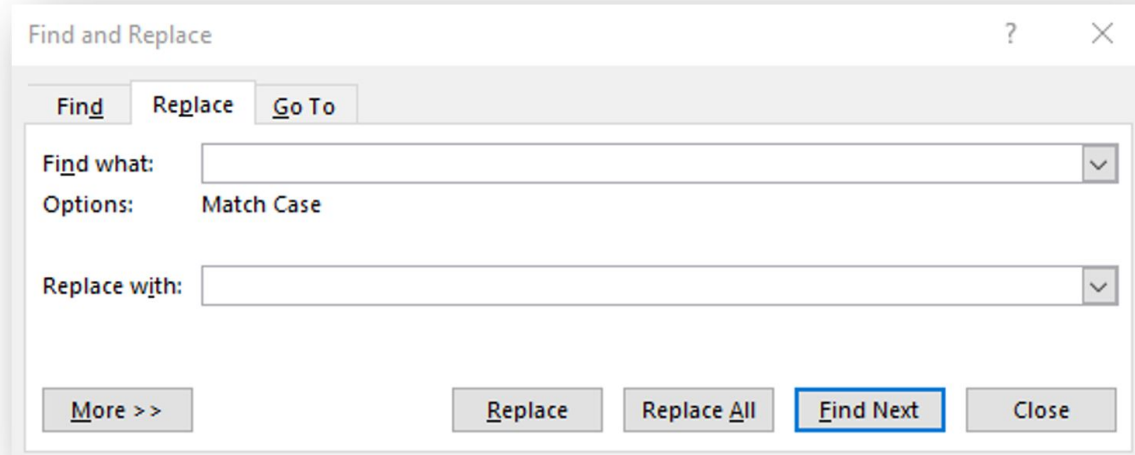 Find and Replace ?
Find Replace Go To
Find what:
Options: Match Case
Replace with:
More >> Replace Replace All Find Next Close